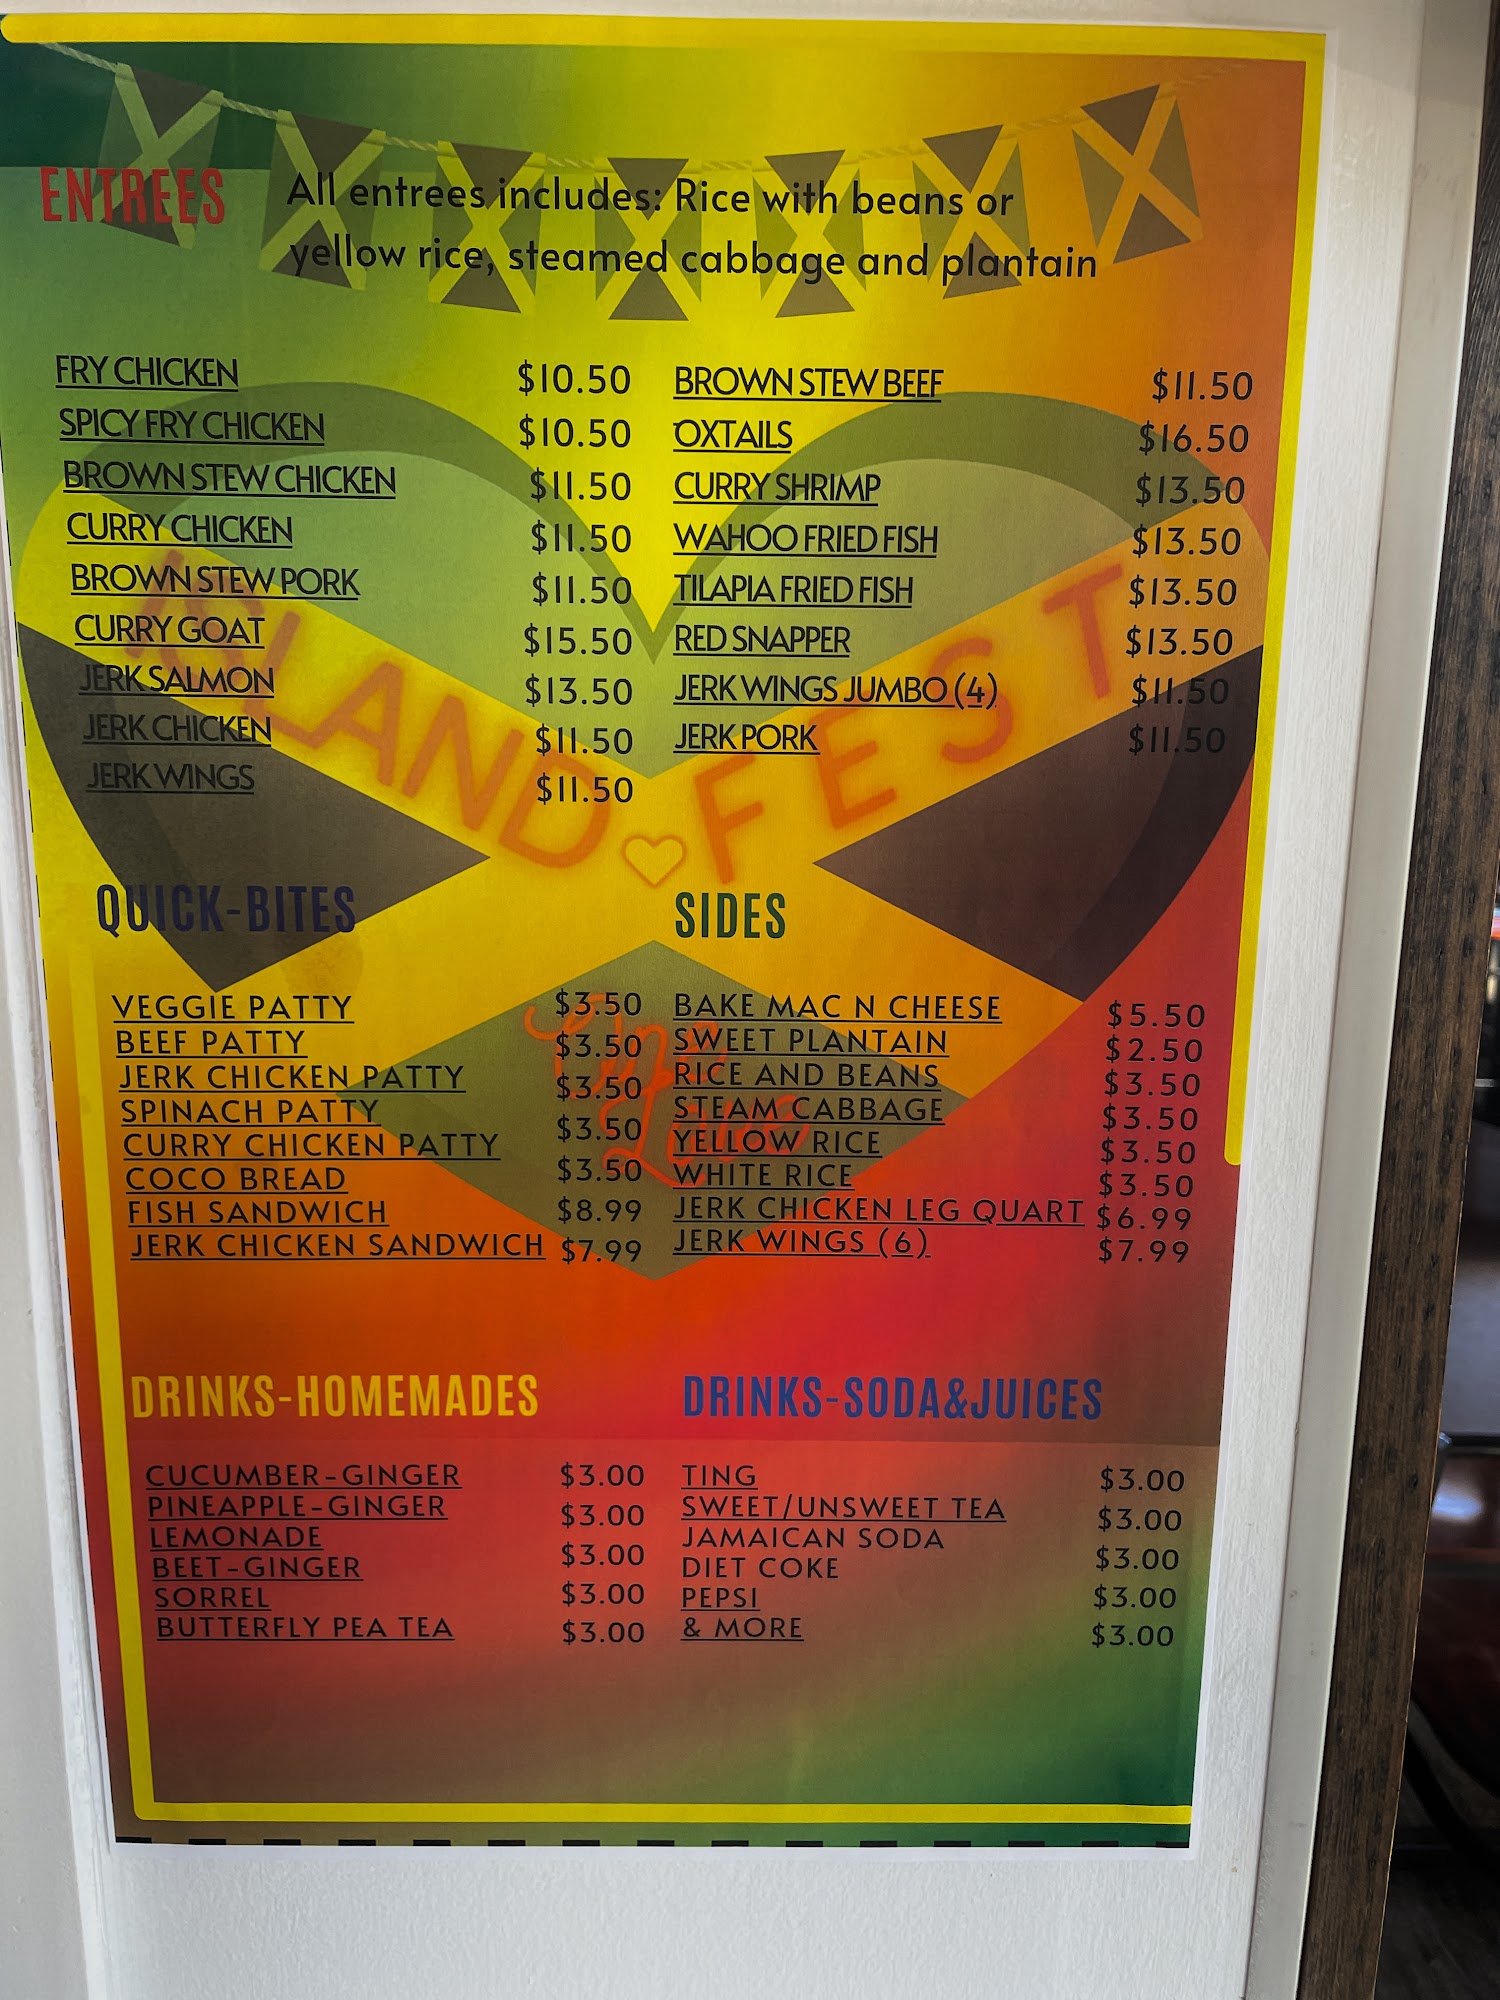 ENTREES
All entrees includes: Rice with beans or
yellow rice, steamed cabbage and plantain
FRY CHICKEN $10.50
SPICY FRY CHICKEN $10.50
BROWN STEW CHICKEN $11.50
CURRY CHICKEN $11.50
BROWN STEW PORK $11.50
CURRY GOAT $15.50
JERK SALMON $13.50
JERK CHICKEN $11.50
JERK WINGS $11.50
BROWN STEW BEEF $11.50
OXTAILS $16.50
CURRY SHRIMP $13.50
WAHOO FRIED FISH $13.50
TILAPIA FRIED FISH $13.50
RED SNAPPER $13.50
JERK WINGS JUMBO (4) $11.50
JERK PORK $11.50
ISLAND FEST
One
Love
QUICK-BITES
VEGGIE PATTY $3.50
BEEF PATTY $3.50
JERK CHICKEN PATTY $3.50
SPINACH PATTY $3.50
CURRY CHICKEN PATTY $3.50
COCO BREAD
FISH SANDWICH $8.99
JERK CHICKEN SANDWICH $7.99
SIDES
BAKE MAC N CHEESE $5.50
SWEET PLANTAIN $2.50
RICE AND BEANS $3.50
STEAM CABBAGE $3.50
YELLOW RICE $3.50
WHITE RICE $3.50
JERK CHICKEN LEG QUART $6.99
JERK WINGS (6) $7.99
DRINKS-HOMEMADES
CUCUMBER-GINGER $3.00
PINEAPPLE-GINGER $3.00
LEMONADE $3.00
BEET-GINGER $3.00
SORREL
BUTTERFLY PEA TEA $3.00
DRINKS-SODA&JUICES
TING $3.00
SWEET/UNSWEET TEA $3.00
JAMAICAN SODA $3.00
DIET COKE $3.00
PEPSI
& MORE $3.00